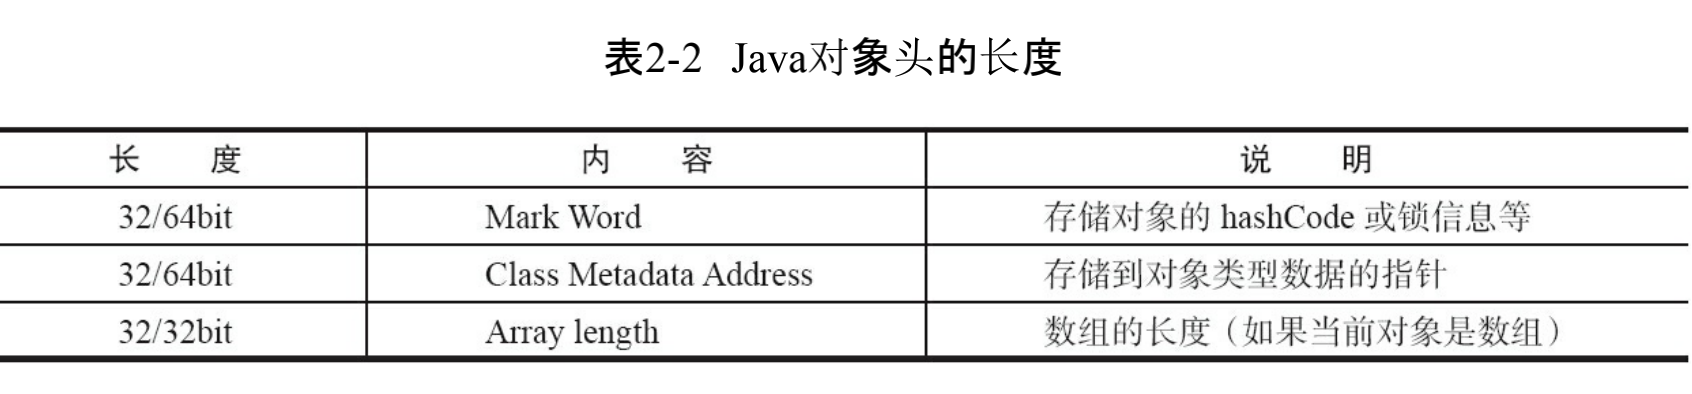 表2-2 Java对象头的长度
长 度 内 容 说 明
32/64bit Mark Word 存储对象的 hashCode 或锁信息等
32/64bit Class Metadata Address 存储到对象类型数据的指针
32/32bit Array length 数组的长度（如果当前对象是数组）